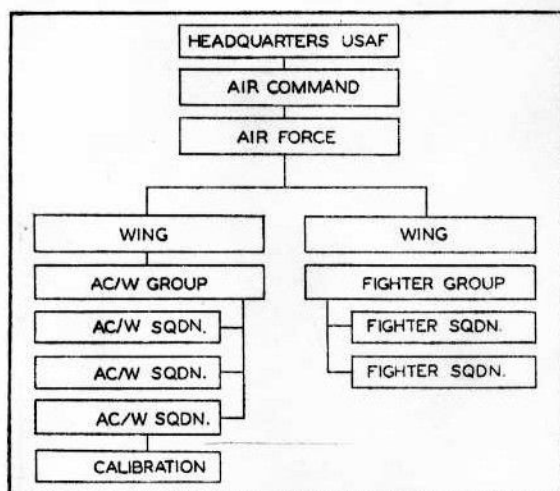 HEADQUARTERS USAF
AIR COMMAND
AIR FORCE
WING
AC/W GROUP
AC/W SQDN.
AC/W SQDN.
AC/W SQDN.
CALIBRATION
WING
FIGHTER GROUP
FIGHTER SQDN.
FIGHTER SQDN.